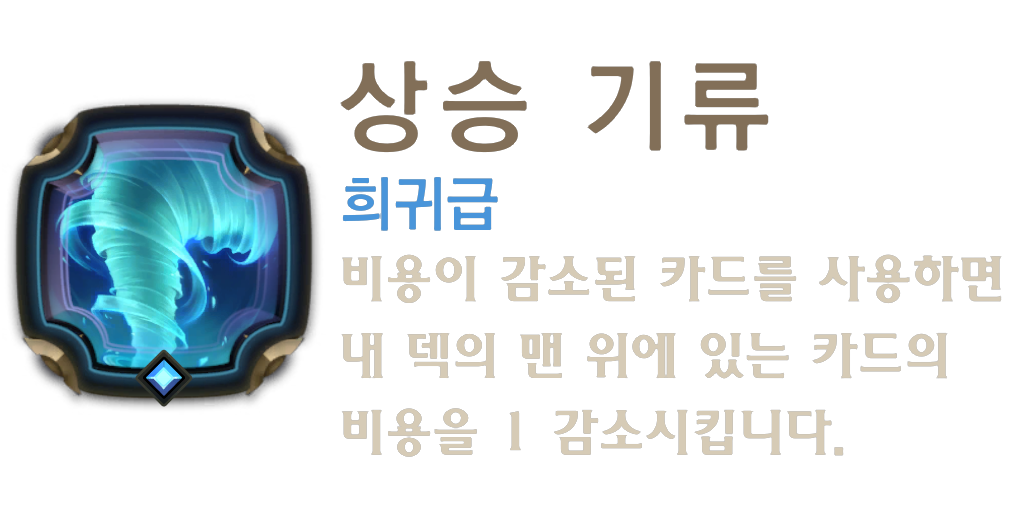 상승 기류
희귀급
비용이 감소된 카드를 사용하면
내 덱의 맨 위에 있는 카드의
비용을 1 감소시킵니다.